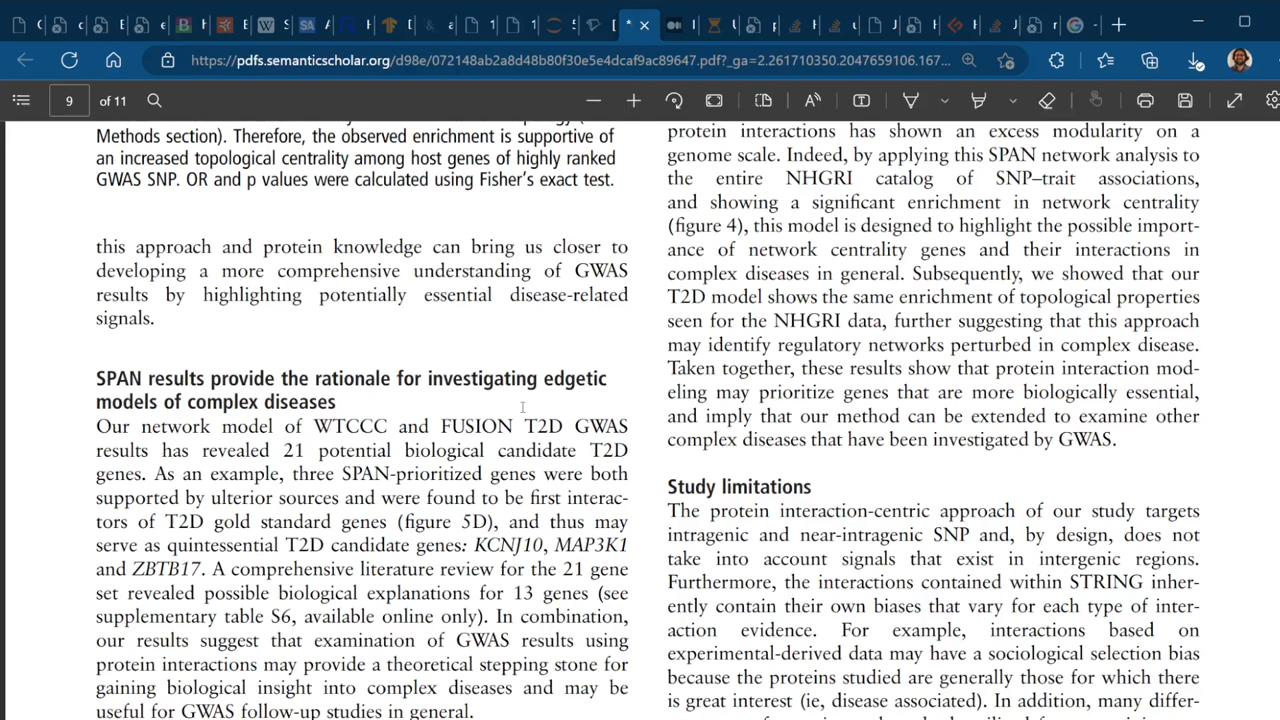 https://pdfs.semanticscholar.org/d98e/072148ab2a8d48b80f30e5e4dcaf9ac89647.pdf?_ga=2.261710350.2047659106.167...
9 of 11
Methods section). Therefore, the observed enrichment is supportive of
an increased topological centrality among host genes of highly ranked
GWAS SNP. OR and p values were calculated using Fisher's exact test.
this approach and protein knowledge can bring us closer to
developing a more comprehensive understanding of GWAS
results by highlighting potentially essential disease-related
signals.
SPAN results provide the rationale for investigating edgetic
models of complex diseases
Our network model of WTCCC and FUSION T2D GWAS
results has revealed 21 potential biological candidate T2D
genes. As an example, three SPAN-prioritized genes were both
supported by ulterior sources and were found to be first interac-
tors of T2D gold standard genes (figure 5D), and thus may
serve as quintessential T2D candidate genes: KCNJ10, MAP3K1
and ZBTB17. A comprehensive literature review for the 21 gene
set revealed possible biological explanations for 13 genes (see
supplementary table S6, available online only). In combination,
our results suggest that examination of GWAS results using
protein interactions may provide a theoretical stepping stone for
gaining biological insight into complex diseases and may be
useful for GWAS follow-up studies in general.
protein interactions has shown an excess modularity on a
genome scale. Indeed, by applying this SPAN network analysis to
the entire NHGRI catalog of SNP–trait associations,
and showing a significant enrichment in network centrality
(figure 4), this model is designed to highlight the possible import-
ance of network centrality genes and their interactions in
complex diseases in general. Subsequently, we showed that our
T2D model shows the same enrichment of topological properties
seen for the NHGRI data, further suggesting that this approach
may identify regulatory networks perturbed in complex disease.
Taken together, these results show that protein interaction mod-
eling may prioritize genes that are more biologically essential,
and imply that our method can be extended to examine other
complex diseases that have been investigated by GWAS.
Study limitations
The protein interaction-centric approach of our study targets
intragenic and near-intragenic SNP and, by design, does not
take into account signals that exist in intergenic regions.
Furthermore, the interactions contained within STRING inher-
ently contain their own biases that vary for each type of inter-
action evidence. For example, interactions based on
experimental-derived data may have a sociological selection bias
because the proteins studied are generally those for which there
is great interest (ie, disease associated). In addition, many differ-